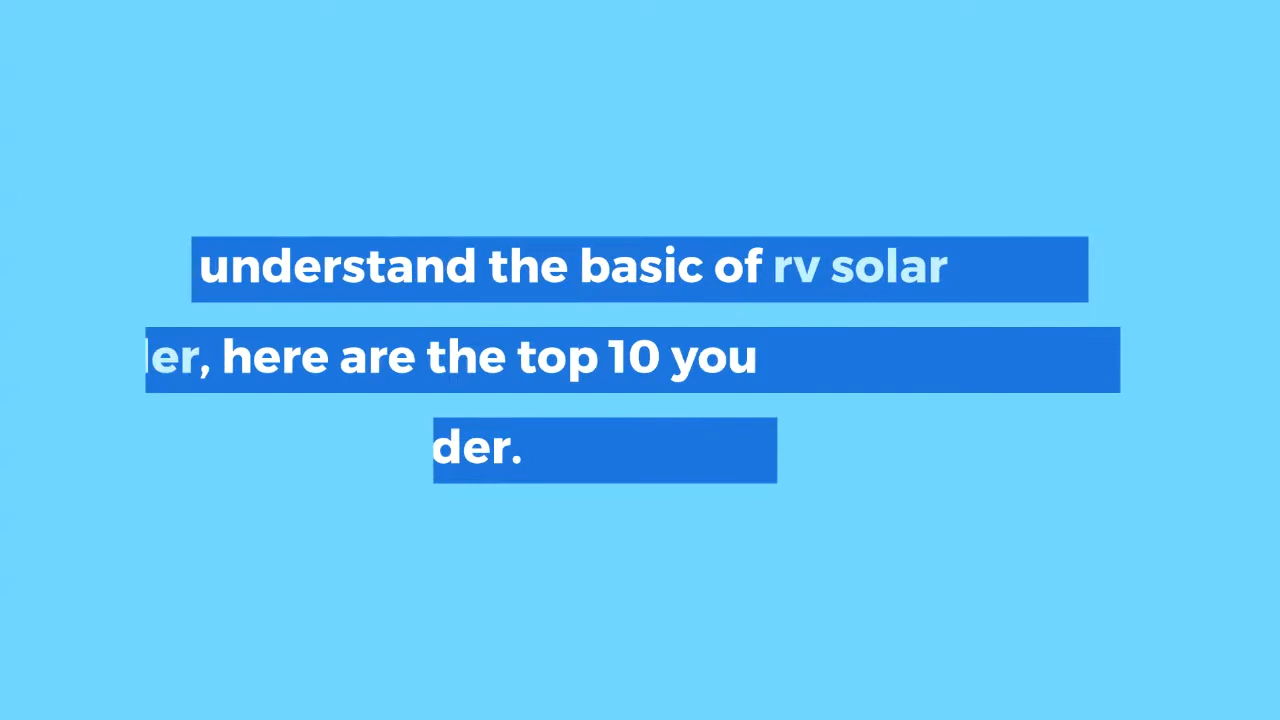 understand the basic of rv solar
ler, here are the top 10 you
der.